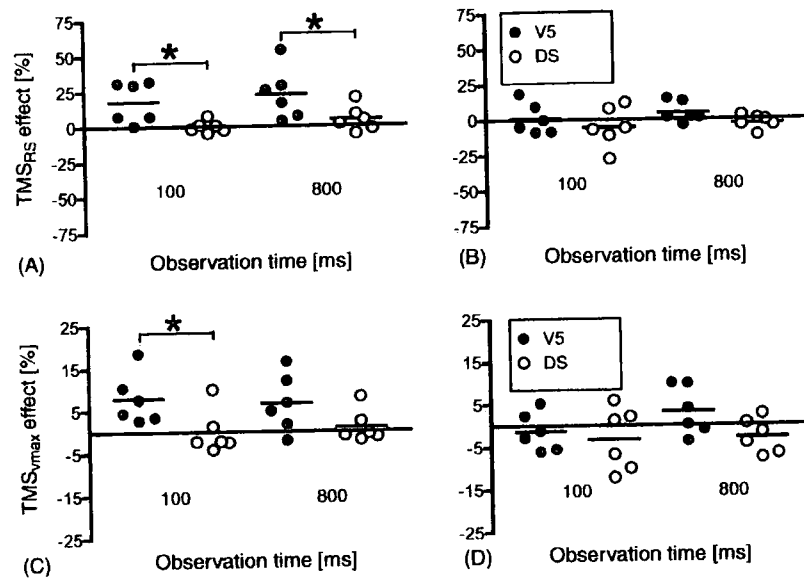 75
50
25
0
-25
-50
75
TMS_RS effect [%]
*
*
100
800
(A)
Observation time [ms]
75
50
25
0
-25
-50
-75
V5
DS
100
800
(B)
Observation time [ms]
25
15
5
-5
-15
-25
TMS_vmax effect [%]
*
100
800
(C)
Observation time [ms]
25
15
5
-5
-15
-25
V5
DS
100
800
(D)
Observation time [ms]